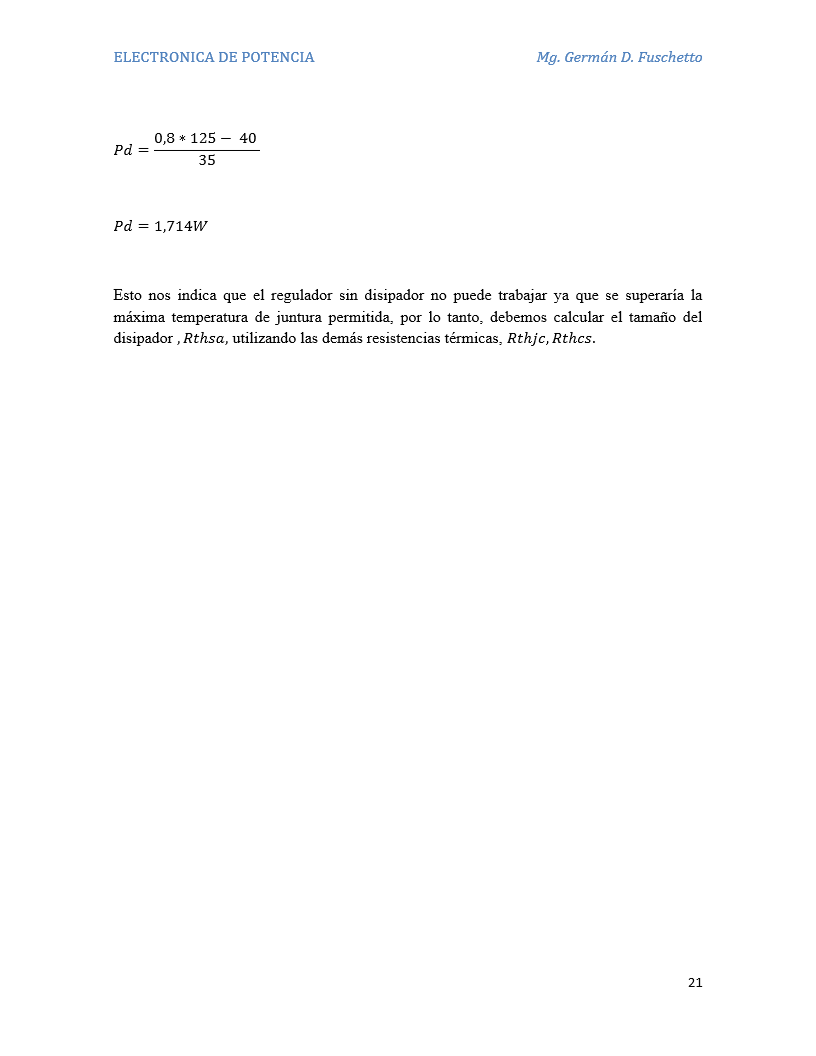 ELECTRONICA DE POTENCIA Mg. Germán D. Fuschetto
Pd = (0,8 ∗ 125 − 40) / 35
Pd = 1,714W
Esto nos indica que el regulador sin disipador no puede trabajar ya que se superaría la
máxima temperatura de juntura permitida, por lo tanto, debemos calcular el tamaño del
disipador , Rthsa, utilizando las demás resistencias térmicas, Rthjc, Rthcs.
21